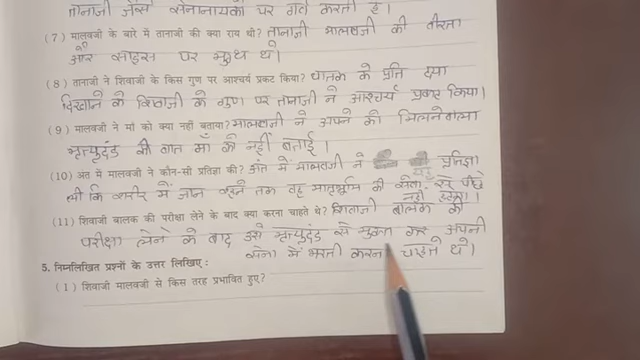 तानाजी जैसे सेनानायकों पर गर्व करती है।
(7) मालवजी के बारे में तानाजी की क्या राय थी? तानाजी मालवजी की वीरता
और साहस पर मुग्ध थे।
(8) तानाजी ने शिवाजी के किस गुण पर आश्चर्य प्रकट किया? घातक के प्रति दया
दिखाने के शिवाजी के गुण पर तानाजी ने आश्चर्य प्रकट किया।
(9) मालवजी ने माँ को क्या नहीं बताया? मालवजी ने अपने को मिलनेवाला
मृत्युदंड की बात माँ को नहीं बताई।
(10) अंत में मालवजी ने कौन-सी प्रतिज्ञा की? अंत में मालवजी ने यह प्रतिज्ञा
ली कि शरीर में जान रहने तक वह मातृभूमि की सेवा से पीछे
नहीं हटेगा।
(11) शिवाजी बालक की परीक्षा लेने के बाद क्या करना चाहते थे? शिवाजी बालक की
परीक्षा लेने के बाद उसे मृत्युदंड से मुक्त कर अपनी
सेना में भरती करना चाहते थे।
5. निम्नलिखित प्रश्नों के उत्तर लिखिए :
(1) शिवाजी मालवजी से किस तरह प्रभावित हुए?